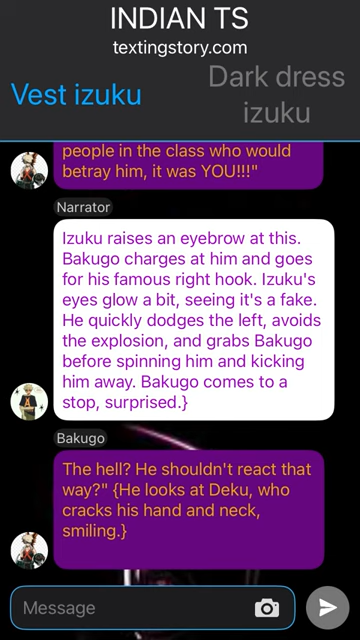 INDIAN TS
textingstory.com
Vest izuku
Dark dress
izuku
people in the class who would
betray him, it was YOU!!!"
Narrator
Izuku raises an eyebrow at this.
Bakugo charges at him and goes
for his famous right hook. Izuku's
eyes glow a bit, seeing it's a fake.
He quickly dodges the left, avoids
the explosion, and grabs Bakugo
before spinning him and kicking
him away. Bakugo comes to a
stop, surprised.}
Bakugo
The hell? He shouldn't react that
way?" {He looks at Deku, who
cracks his hand and neck,
smiling.}
Message